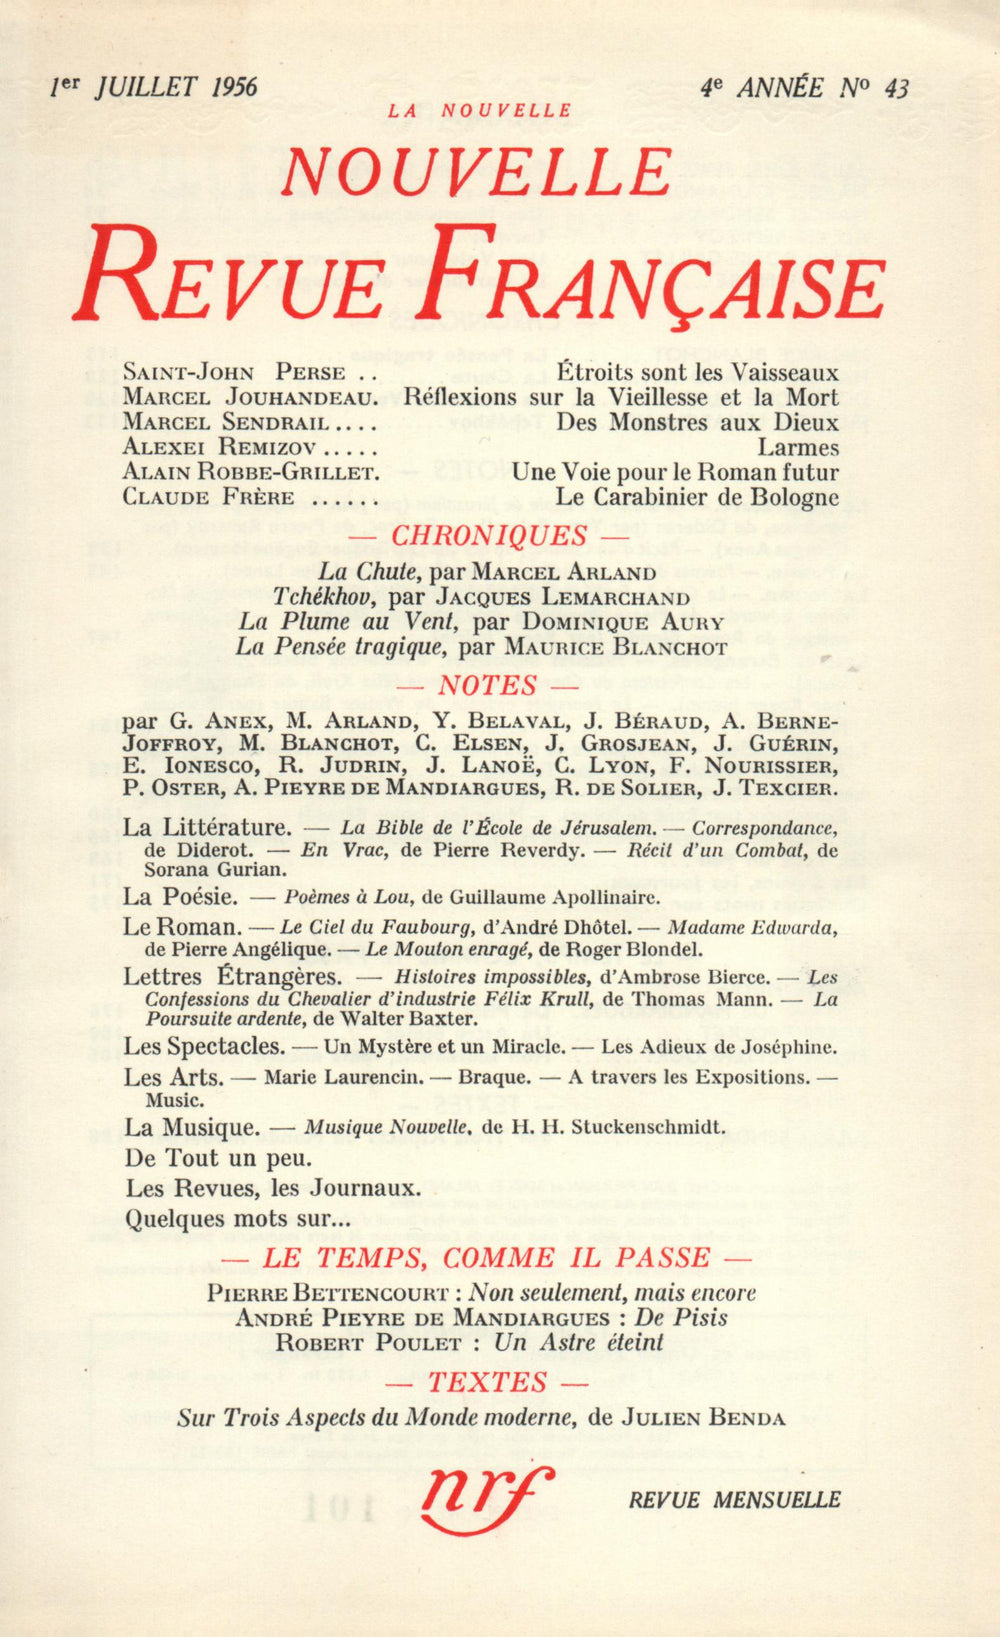 1er JUILLET 1956
4e ANNÉE No 43
LA NOUVELLE
NOUVELLE
REVUE FRANÇAISE
SAINT-JOHN PERSE .. Étroits sont les Vaisseaux
MARCEL JOUHANDEAU. Réflexions sur la Vieillesse et la Mort
MARCEL SENDRAIL .... Des Monstres aux Dieux
ALEXEI REMIZOV ..... Larmes
ALAIN ROBBE-GRILLET. Une Voie pour le Roman futur
CLAUDE FRÈRE ...... Le Carabinier de Bologne
— CHRONIQUES —
La Chute, par MARCEL ARLAND
Tchékhov, par JACQUES LEMARCHAND
La Plume au Vent, par DOMINIQUE AURY
La Pensée tragique, par MAURICE BLANCHOT
— NOTES —
par G. ANEX, M. ARLAND, Y. BELAVAL, J. BÉRAUD, A. BERNE-
JOFFROY, M. BLANCHOT, C. ELSEN, J. GROSJEAN, J. GUÉRIN,
E. IONESCO, R. JUDRIN, J. LANOË, C. LYON, F. NOURISSIER,
P. OSTER, A. PIEYRE DE MANDIARGUES, R. DE SOLIER, J. TEXCIER.
La Littérature. — La Bible de l'École de Jérusalem. — Correspondance,
de Diderot. — En Vrac, de Pierre Reverdy. — Récit d'un Combat, de
Sorana Gurian.
La Poésie. — Poèmes à Lou, de Guillaume Apollinaire.
Le Roman. — Le Ciel du Faubourg, d'André Dhôtel. — Madame Edwarda,
de Pierre Angélique. — Le Mouton enragé, de Roger Blondel.
Lettres Étrangères. — Histoires impossibles, d'Ambrose Bierce. — Les
Confessions du Chevalier d'industrie Félix Krull, de Thomas Mann. — La
Poursuite ardente, de Walter Baxter.
Les Spectacles. — Un Mystère et un Miracle. — Les Adieux de Joséphine.
Les Arts. — Marie Laurencin. — Braque. — A travers les Expositions. —
Music.
La Musique. — Musique Nouvelle, de H. H. Stuckenschmidt.
De Tout un peu.
Les Revues, les Journaux.
Quelques mots sur...
— LE TEMPS, COMME IL PASSE —
PIERRE BETTENCOURT : Non seulement, mais encore
ANDRÉ PIEYRE DE MANDIARGUES : De Pisis
ROBERT POULET : Un Astre éteint
— TEXTES —
Sur Trois Aspects du Monde moderne, de JULIEN BENDA
nrf
REVUE MENSUELLE